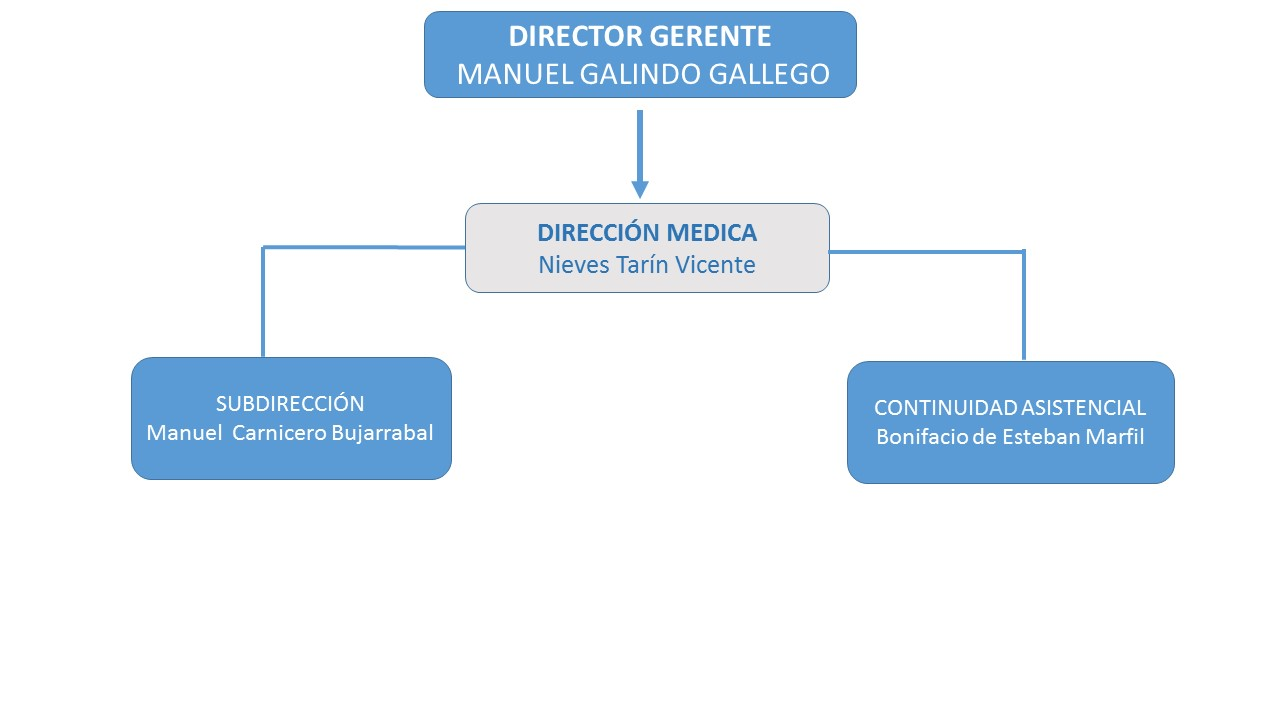 DIRECTOR GERENTE
MANUEL GALINDO GALLEGO
DIRECCIÓN MEDICA
Nieves Tarín Vicente
SUBDIRECCIÓN
Manuel  Carnicero Bujarrabal
CONTINUIDAD ASISTENCIAL
Bonifacio de Esteban Marfil